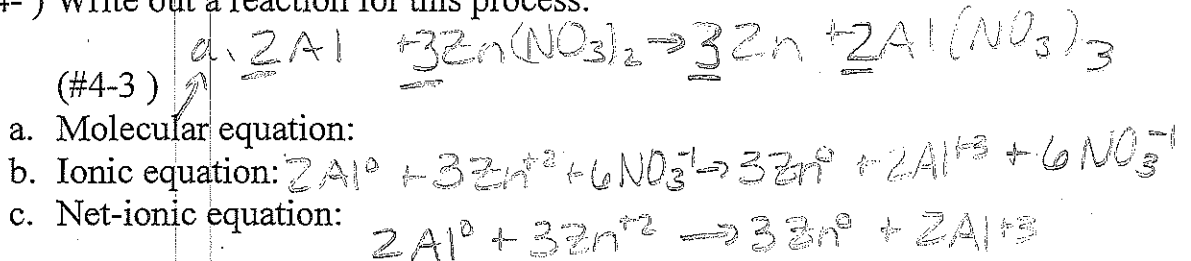 ) Write out a reaction for this process.
a. 2Al +3Zn(NO₃)₂→3Zn +2Al(NO₃)₃
(#4-3 )
a. Molecular equation:
b. Ionic equation: 2Al⁰ +3Zn⁺² +6NO₃⁻¹→3Zn⁰ +2Al⁺³ +6NO₃⁻¹
c. Net-ionic equation: 2Al⁰ + 3Zn⁺² → 3Zn⁰ + 2Al⁺³